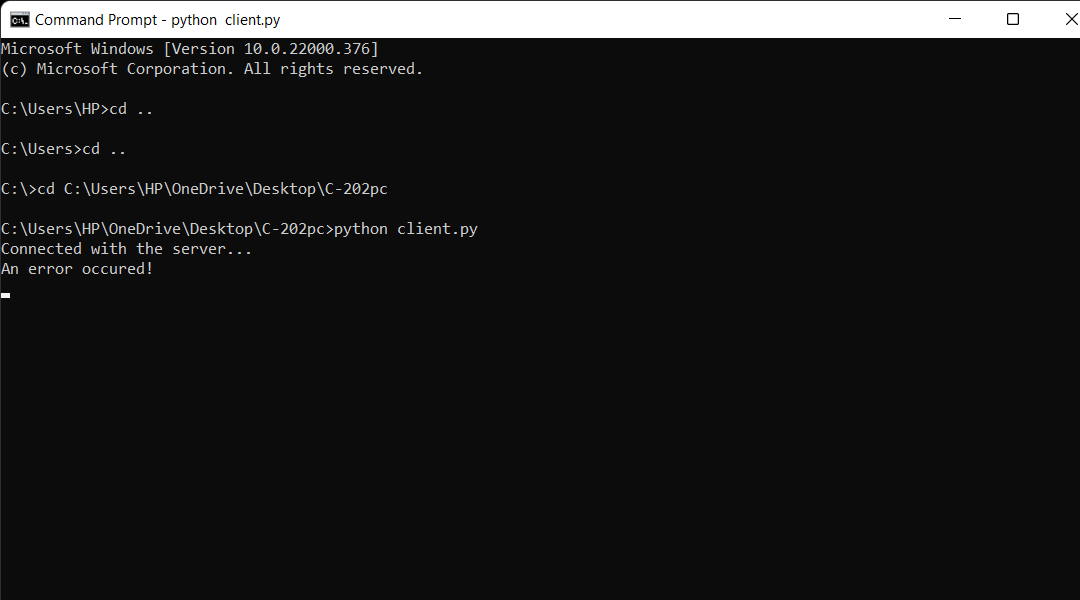 Command Prompt - python  client.py
Microsoft Windows [Version 10.0.22000.376]
(c) Microsoft Corporation. All rights reserved.
C:\Users\HP>cd ..
C:\Users>cd ..
C:\>cd C:\Users\HP\OneDrive\Desktop\C-202pc
C:\Users\HP\OneDrive\Desktop\C-202pc>python client.py
Connected with the server...
An error occured!